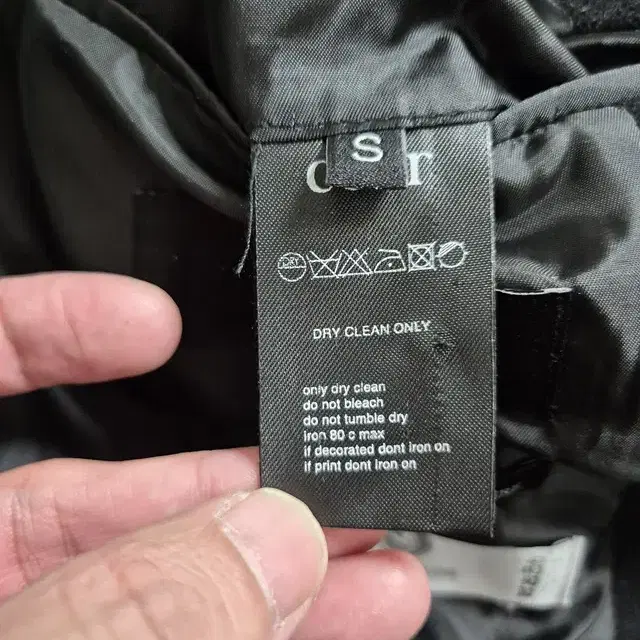 S
DRY
DRY CLEAN ONLY
only dry clean
do not bleach
do not tumble dry
iron 80 c max
if decorated dont iron on
if print dont iron on